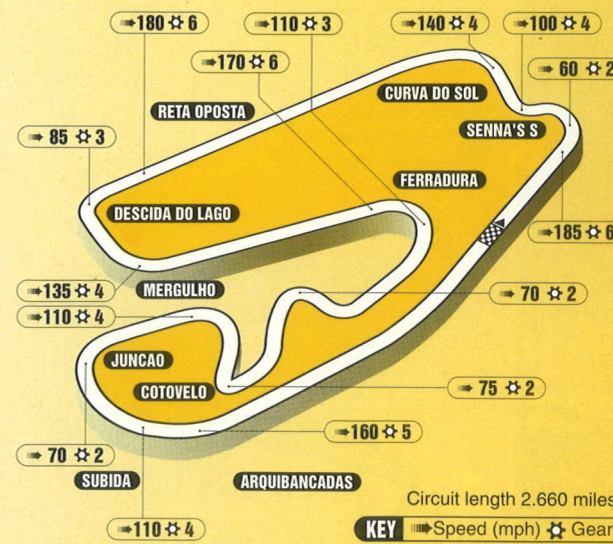 180 6
110 3
140 4
100 4
170 6
60 2
CURVA DO SOL
RETA OPOSTA
SENNA'S S
85 3
FERRADURA
DESCIDA DO LAGO
185 6
135 4
MERGULHO
70 2
110 4
JUNCAO
COTOVELO
75 2
160 5
70 2
SUBIDA
ARQUIBANCADAS
Circuit length 2.660 miles
110 4
KEY Speed (mph) Gear